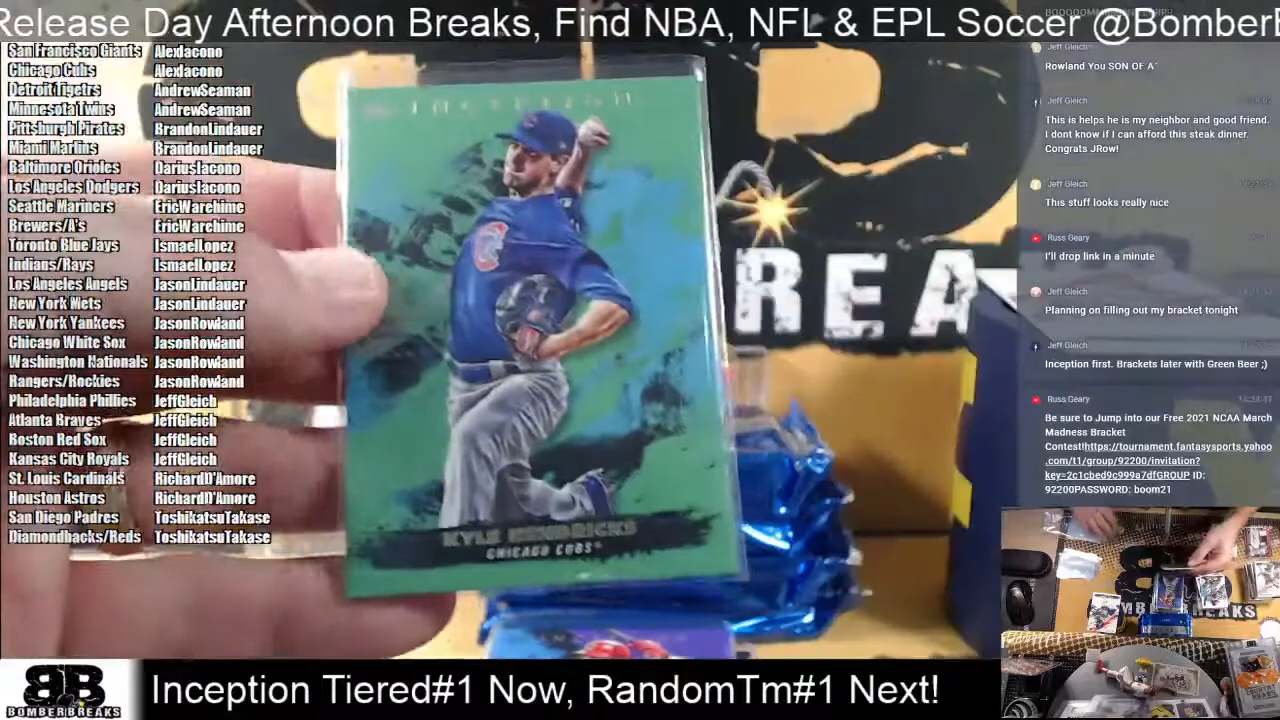 Release Day Afternoon Breaks, Find NBA, NFL & EPL Soccer @BomberB
San Francisco Giants AlexIacono
Chicago Cubs AlexIacono
Detroit Tigetrs AndrewSeaman
Minnesota Twins AndrewSeaman
Pittsburgh Pirates BrandonLindauer
Miami Marlins BrandonLindauer
Baltimore Orioles DariusIacono
Los Angeles Dodgers DariusIacono
Seattle Mariners EricWarehime
Brewers/A's EricWarehime
Toronto Blue Jays IsmaelLopez
Indians/Rays IsmaelLopez
Los Angeles Angels JasonLindauer
New York Mets JasonLindauer
New York Yankees JasonRowland
Chicago White Sox JasonRowland
Washington Nationals JasonRowland
Rangers/Rockies JasonRowland
Philadelphia Phillies JeffGleich
Atlanta Braves JeffGleich
Boston Red Sox JeffGleich
Kansas City Royals JeffGleich
St. Louis Cardinals RichardD'Amore
Houston Astros RichardD'Amore
San Diego Padres ToshikatsuTakase
Diamondbacks/Reds ToshikatsuTakase
INCEPTION
KYLE HENDRICKS
CHICAGO CUBS
REA
Jeff Gleich
Rowland You SON OF A"
Jeff Gleich
This is helps he is my neighbor and good friend.
I dont know if I can afford this steak dinner.
Congrats JRow!
Jeff Gleich
This stuff looks really nice
Russ Geary
I'll drop link in a minute
Jeff Gleich
Planning on filling out my bracket tonight
Jeff Gleich
Inception first. Brackets later with Green Beer ;)
Russ Geary
Be sure to Jump into our Free 2021 NCAA March
Madness Bracket
Contest!https://tournament.fantasysports.yahoo
.com/t1/group/92200/invitation?
key=2c1cbed9c999a7dfGROUP ID:
92200PASSWORD: boom21
MBERBREAKS
BB
BOMBERBREAKS
Inception Tiered#1 Now, RandomTm#1 Next!